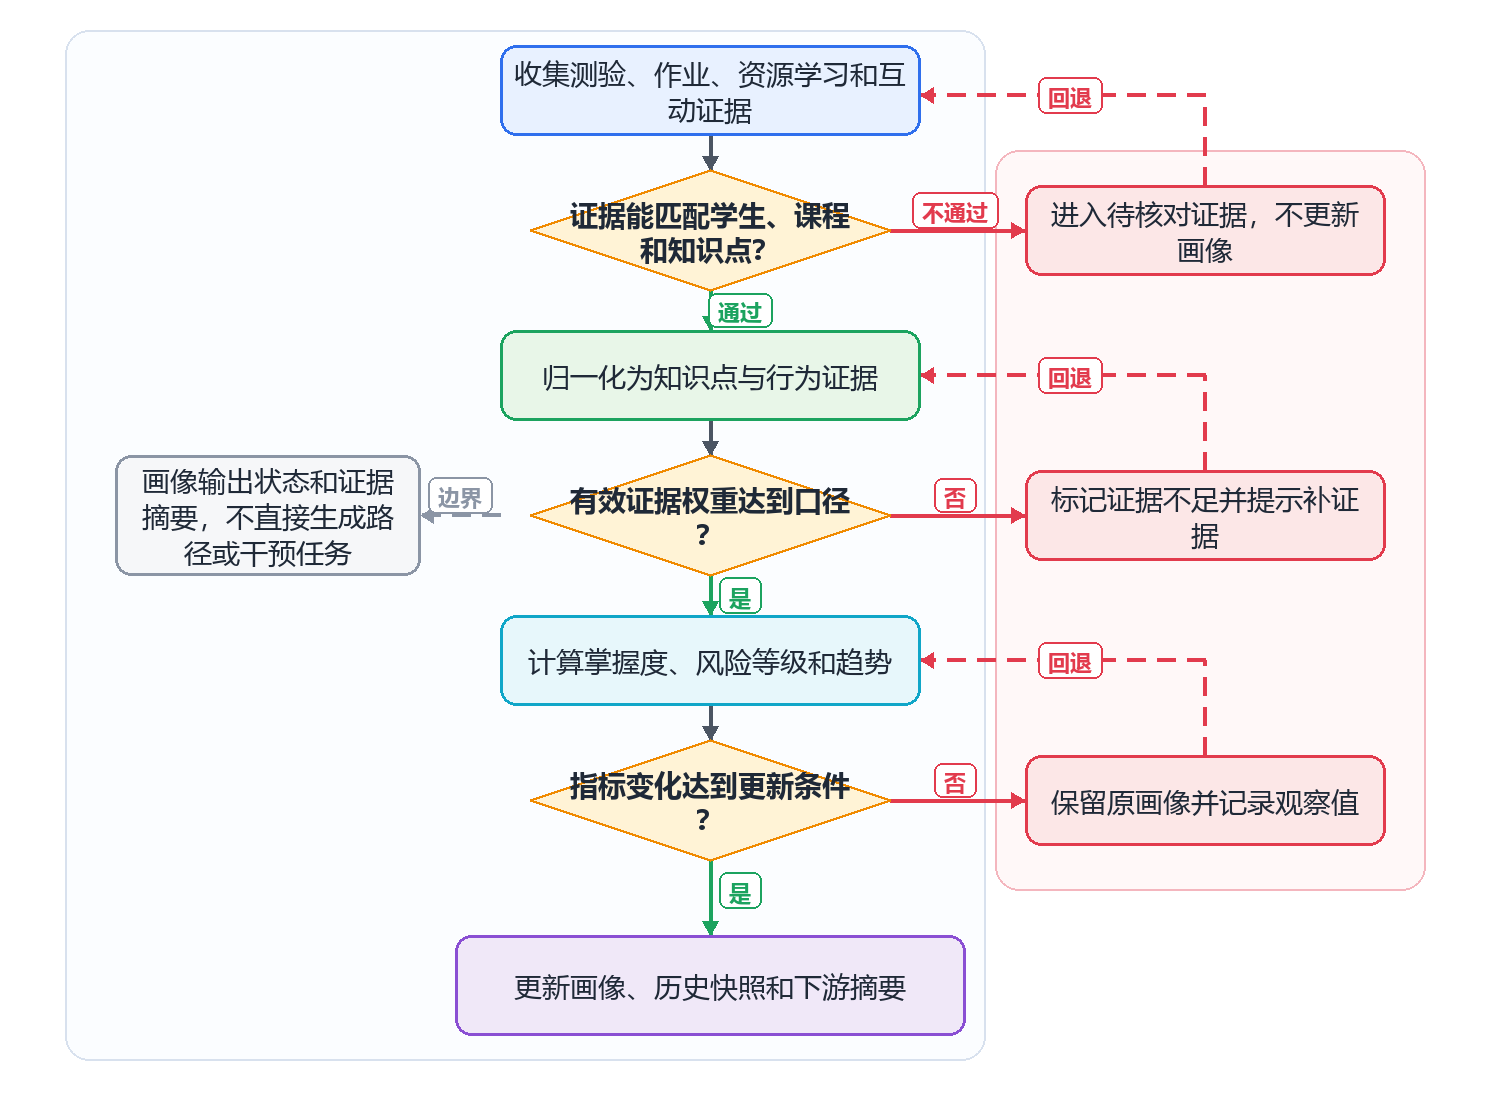 收集测验、作业、资源学习和互
动证据
回退
证据能匹配学生、课程
和知识点?
不通过
进入待核对证据，不更新
画像
通过
归一化为知识点与行为证据
回退
画像输出状态和证据
摘要，不直接生成路
径或干预任务
边界
有效证据权重达到口径
?
否
标记证据不足并提示补证
据
是
计算掌握度、风险等级和趋势
回退
指标变化达到更新条件
?
否
保留原画像并记录观察值
是
更新画像、历史快照和下游摘要